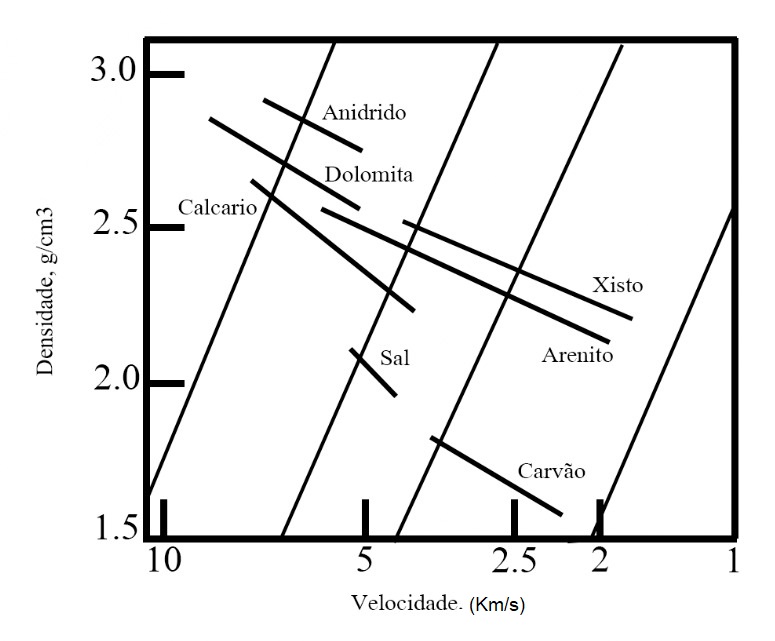 3.0
Anidrido
Dolomita
Calcario
2.5
Xisto
Arenito
Sal
2.0
Carvão
1.5
10
5
2.5
2
1
Densidade, g/cm3
Velocidade. (Km/s)